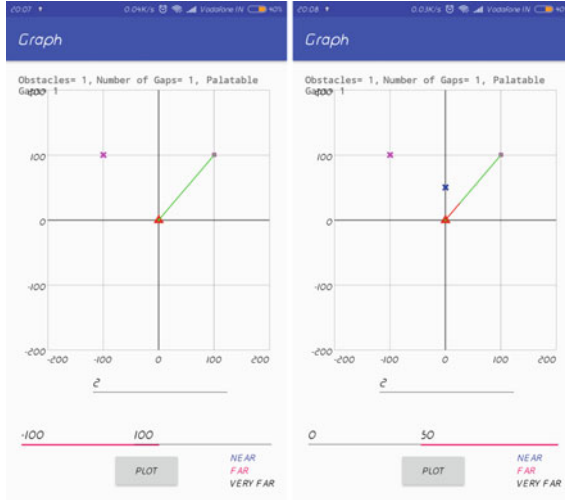 20:07 0.04K/s Vodafone IN 40%
Graph
Obstacles= 1, Number of Gaps= 1, Palatable
Gaps= 1
200
100
0
-100
-200
-200 -100 0 100 200
2
-100 100
PLOT
NEAR
FAR
VERY FAR
20:08 0.03K/s Vodafone IN 40%
Graph
Obstacles= 1, Number of Gaps= 1, Palatable
Gaps= 1
200
100
0
-100
-200
-200 -100 0 100 200
2
0 50
PLOT
NEAR
FAR
VERY FAR